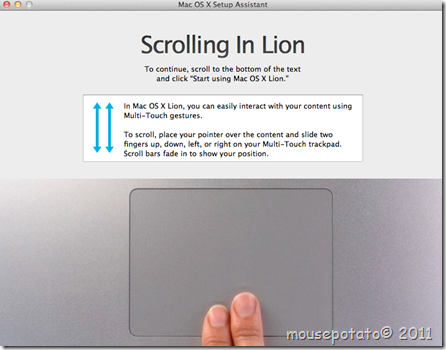 Mac OS X Setup Assistant
Scrolling In Lion
To continue, scroll to the bottom of the text
and click “Start using Mac OS X Lion.”
In Mac OS X Lion, you can easily interact with your content using
Multi-Touch gestures.
To scroll, place your pointer over the content and slide two
fingers up, down, left, or right on your Multi-Touch trackpad.
Scroll bars fade in to show your position.
mousepotato© 2011